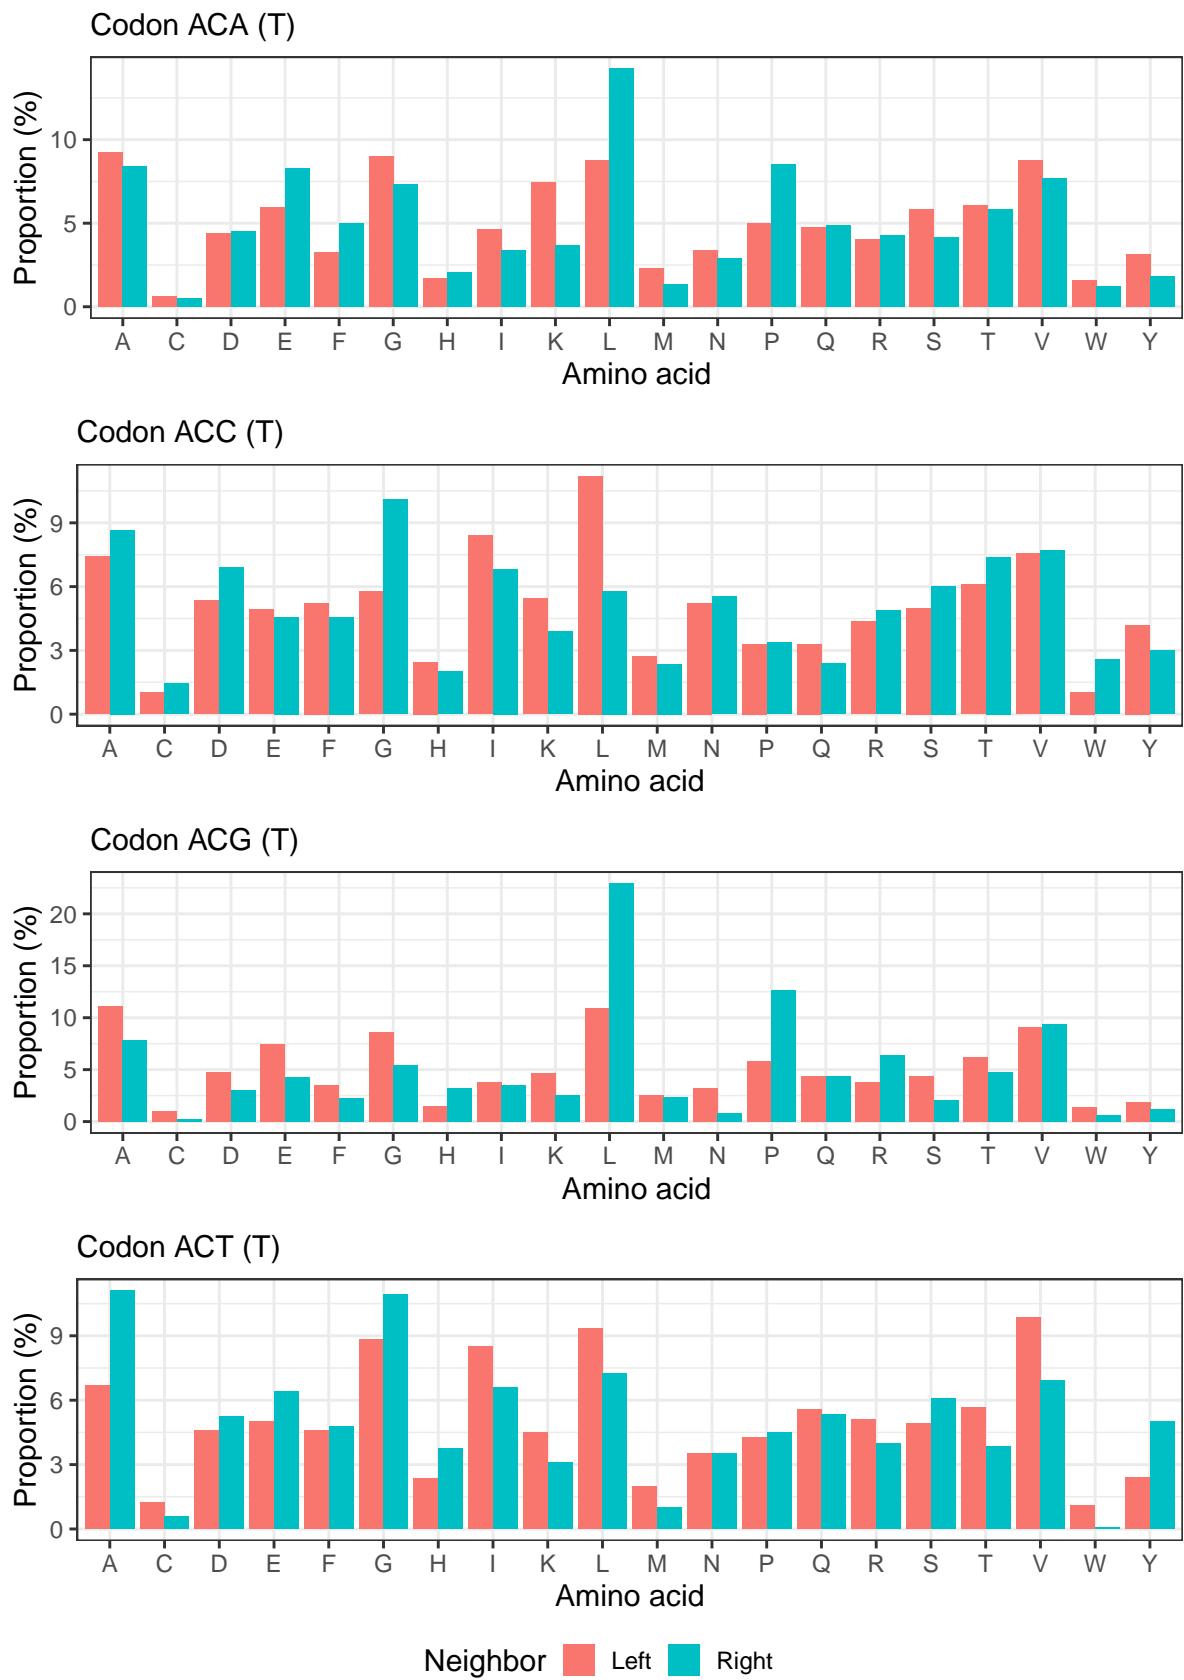 Codon ACA (T)
Proportion (%)
10
5
0
A C D E F G H I K L M N P Q R S T V W Y
Amino acid
Codon ACC (T)
Proportion (%)
9
6
3
0
A C D E F G H I K L M N P Q R S T V W Y
Amino acid
Codon ACG (T)
Proportion (%)
20
15
10
5
0
A C D E F G H I K L M N P Q R S T V W Y
Amino acid
Codon ACT (T)
Proportion (%)
9
6
3
0
A C D E F G H I K L M N P Q R S T V W Y
Amino acid
Neighbor Left Right